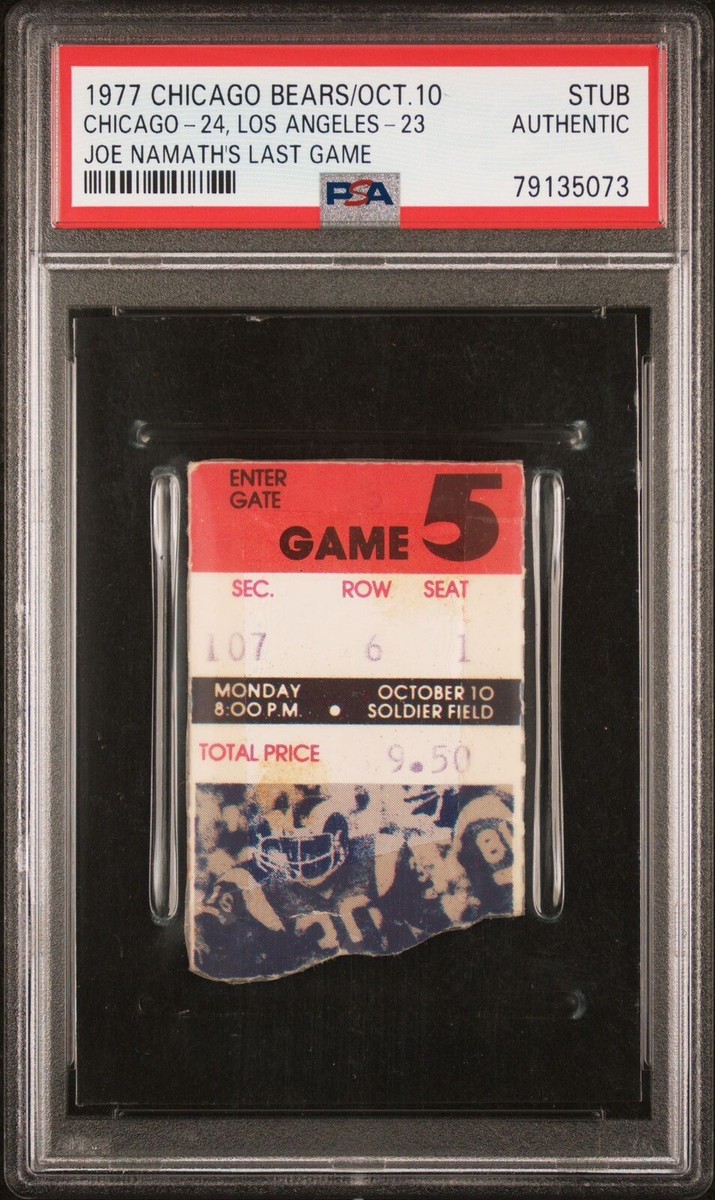 1977 CHICAGO BEARS/OCT.10 STUB
CHICAGO-24, LOS ANGELES-23 AUTHENTIC
JOE NAMATH'S LAST GAME
PSA 79135073
ENTER
GATE
GAME 5
SEC. ROW SEAT
107 6 1
MONDAY OCTOBER 10
8:00 P.M. • SOLDIER FIELD
TOTAL PRICE 9.50
30